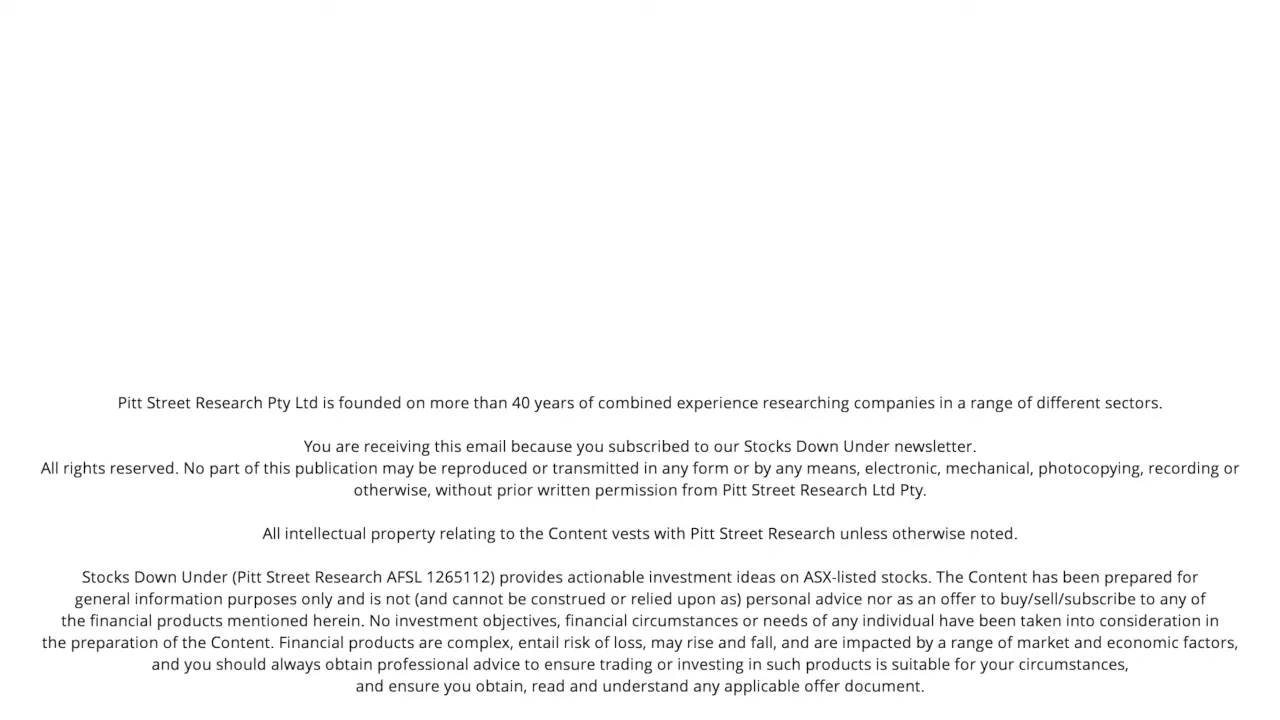 Pitt Street Research Pty Ltd is founded on more than 40 years of combined experience researching companies in a range of different sectors.
You are receiving this email because you subscribed to our Stocks Down Under newsletter.
All rights reserved. No part of this publication may be reproduced or transmitted in any form or by any means, electronic, mechanical, photocopying, recording or
otherwise, without prior written permission from Pitt Street Research Ltd Pty.
All intellectual property relating to the Content vests with Pitt Street Research unless otherwise noted.
Stocks Down Under (Pitt Street Research AFSL 1265112) provides actionable investment ideas on ASX-listed stocks. The Content has been prepared for
general information purposes only and is not (and cannot be construed or relied upon as) personal advice nor as an offer to buy/sell/subscribe to any of
the financial products mentioned herein. No investment objectives, financial circumstances or needs of any individual have been taken into consideration in
the preparation of the Content. Financial products are complex, entail risk of loss, may rise and fall, and are impacted by a range of market and economic factors,
and you should always obtain professional advice to ensure trading or investing in such products is suitable for your circumstances,
and ensure you obtain, read and understand any applicable offer document.